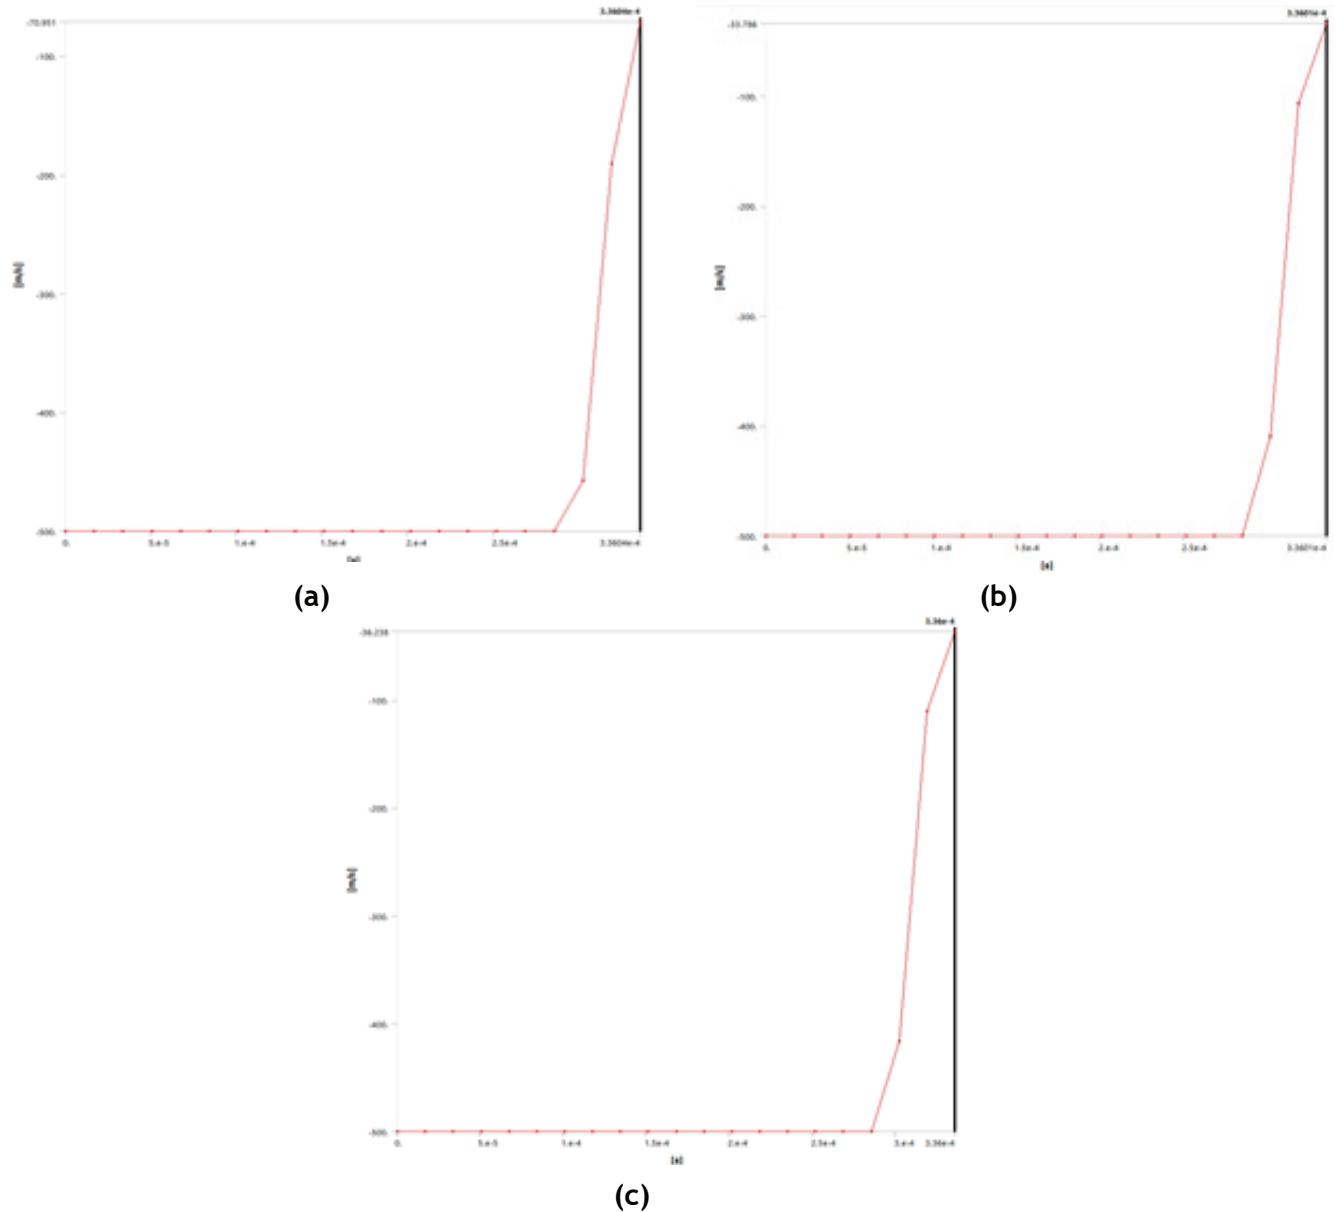 3.3604e-4
-70.951
-100.
-200.
-300.
-400.
-500.
[m/s]
0. 5.e-5 1.e-4 1.5e-4 2.e-4 2.5e-4 3.3604e-4
[s]
(a)
3.3601e-4
-33.786
-100.
-200.
-300.
-400.
-500.
[m/s]
0. 5.e-5 1.e-4 1.5e-4 2.e-4 2.5e-4 3.3601e-4
[s]
(b)
3.36e-4
-36.238
-100.
-200.
-300.
-400.
-500.
[m/s]
0. 5.e-5 1.e-4 1.5e-4 2.e-4 2.5e-4 3.e-4 3.36e-4
[s]
(c)